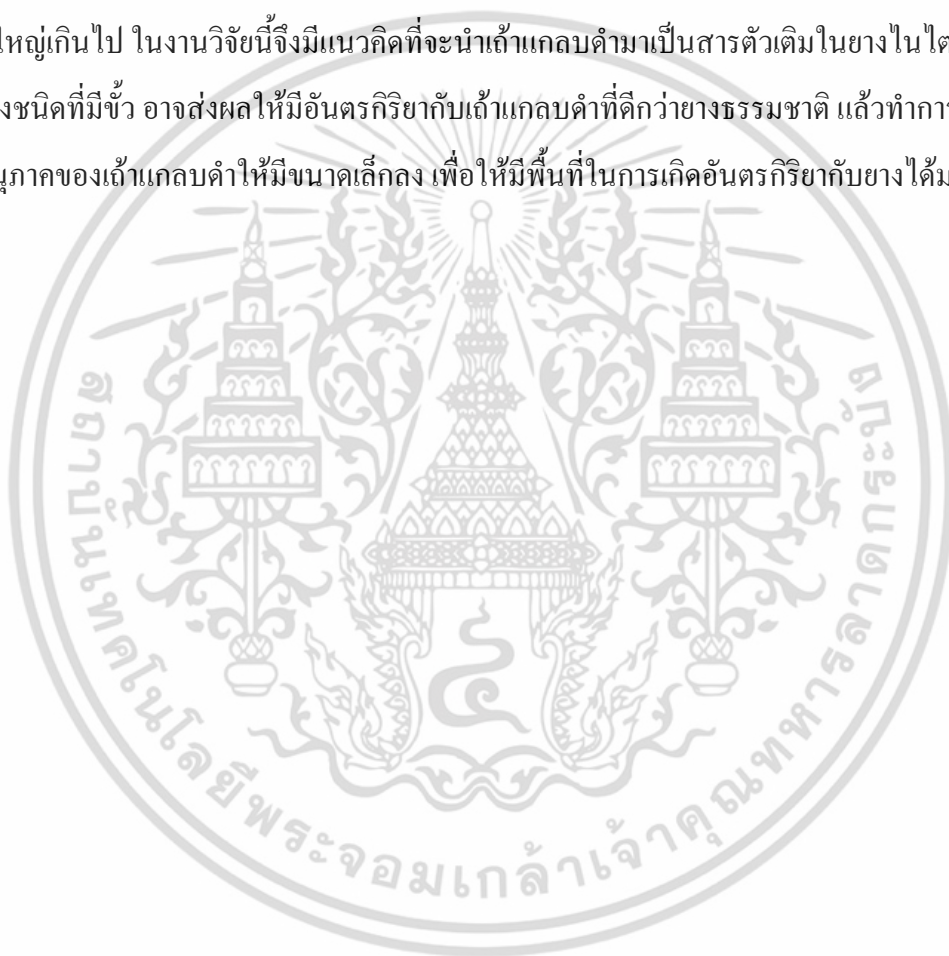 ใหญ่เกินไป ในงานวิจัยนี้จึงมีแนวคิดที่จะนำเถ้าแกลบดำมาเป็นสารตัวเติมในยางไนไต
งชนิดที่มีขั้ว อาจส่งผลให้มีอันตรกิริยากับเถ้าแกลบดำที่ดีกว่ายางธรรมชาติ แล้วทำการ
นุภาคของเถ้าแกลบดำให้มีขนาดเล็กลง เพื่อให้มีพื้นที่ในการเกิดอันตรกิริยากับยางได้ม
สถาบันเทคโนโลยีพระจอมเกล้าเจ้าคุณทหารลาดกระบัง
๔